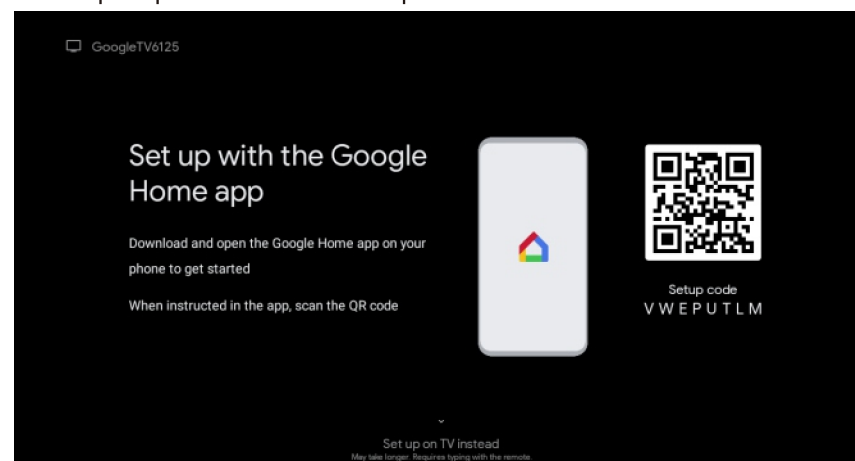 GoogleTV6125
Set up with the Google
Home app
Download and open the Google Home app on your
phone to get started
When instructed in the app, scan the QR code
Setup code
VWEPUTLM
Set up on TV instead
May take longer. Requires typing with the remote.